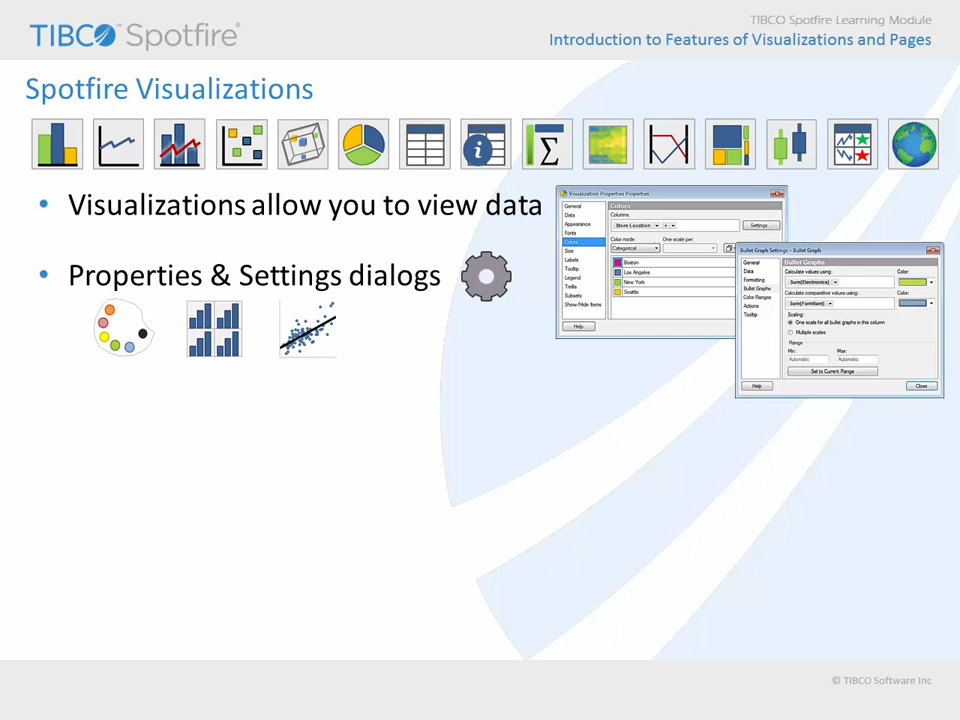 TIBCO Spotfire®
TIBCO Spotfire Learning Module
Introduction to Features of Visualizations and Pages
Spotfire Visualizations
• Visualizations allow you to view data
• Properties & Settings dialogs
Visualization Properties Properties
General
Data
Appearance
Fonts
Colors
Size
Labels
Tooltip
Legend
Trellis
Subsets
Show/Hide Items
Colors
Columns:
Store Location
Settings
Color mode:
One scale per:
Categorical
Boston
Los Angeles
New York
Seattle
Help
Bullet Graph Settings - Bullet Graph
General
Data
Formatting
Bullet Graphs
Color Ranges
Actions
Tooltip
Bullet Graphs
Calculate values using:
Color:
Sum(Electronics)
Calculate comparative values using:
Color:
Sum(Furniture)
Scaling:
One scale for all bullet graphs in this column
Multiple scales
Range
Min:
Max:
Automatic
Automatic
Set to Current Range
Help
Close
© TIBCO Software Inc